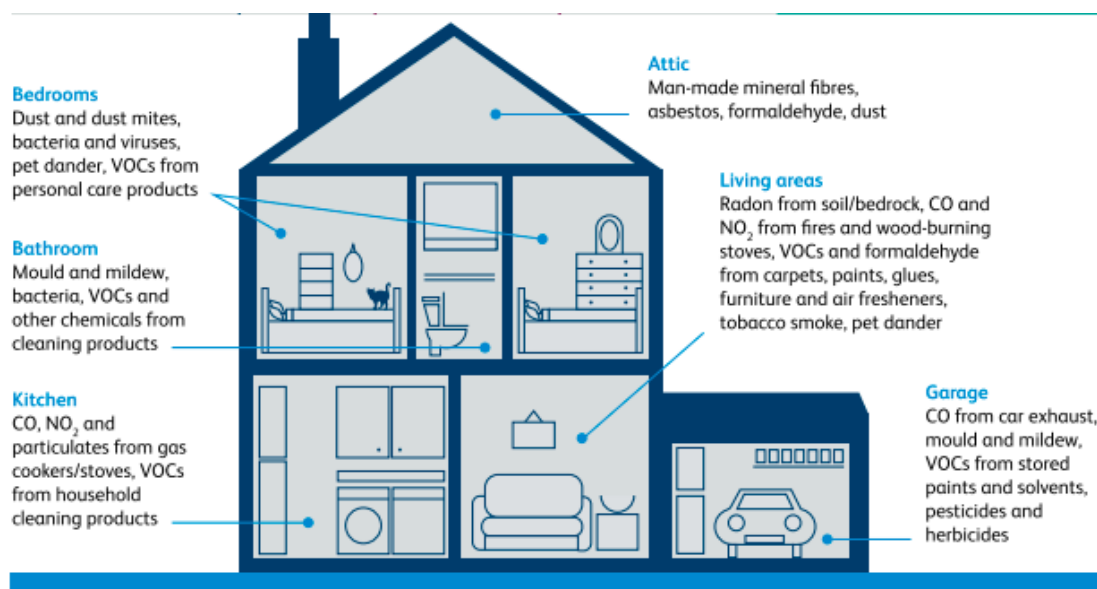 Bedrooms
Dust and dust mites,
bacteria and viruses,
pet dander, VOCs from
personal care products
Bathroom
Mould and mildew,
bacteria, VOCs and
other chemicals from
cleaning products
Kitchen
CO, NO₂ and
particulates from gas
cookers/stoves, VOCs
from household
cleaning products
Attic
Man-made mineral fibres,
asbestos, formaldehyde, dust
Living areas
Radon from soil/bedrock, CO and
NO₂ from fires and wood-burning
stoves, VOCs and formaldehyde
from carpets, paints, glues,
furniture and air fresheners,
tobacco smoke, pet dander
Garage
CO from car exhaust,
mould and mildew,
VOCs from stored
paints and solvents,
pesticides and
herbicides